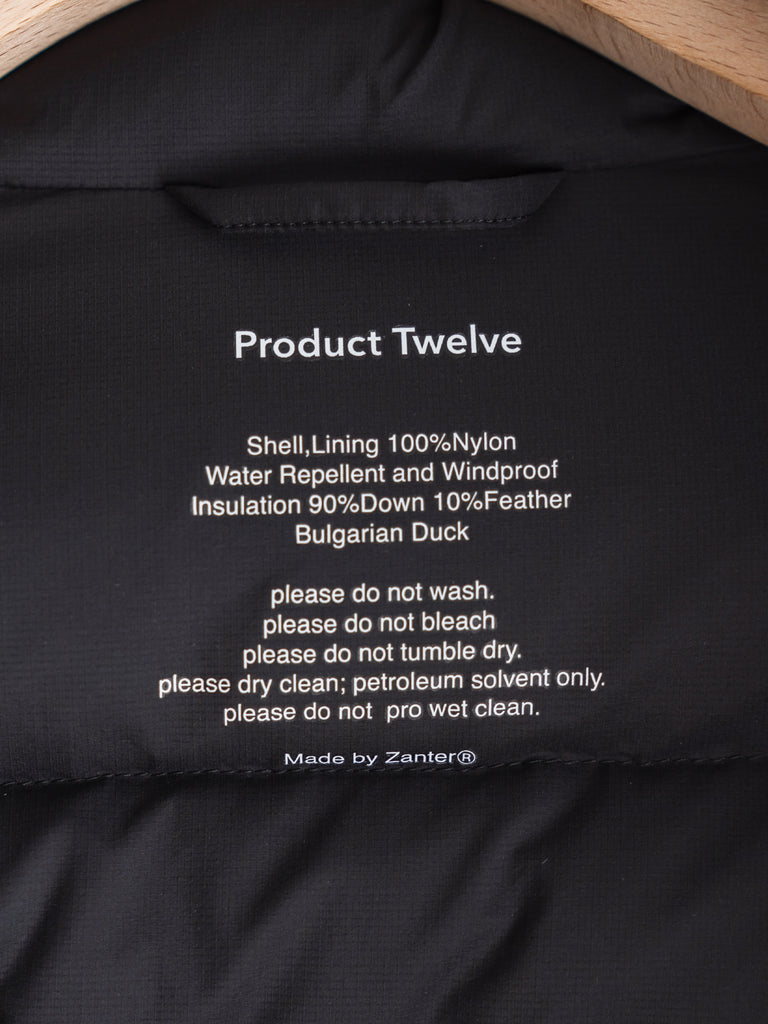 Product Twelve
Shell,Lining 100%Nylon
Water Repellent and Windproof
Insulation 90%Down 10%Feather
Bulgarian Duck
please do not wash.
please do not bleach
please do not tumble dry.
please dry clean; petroleum solvent only.
please do not  pro wet clean.
Made by Zanter®